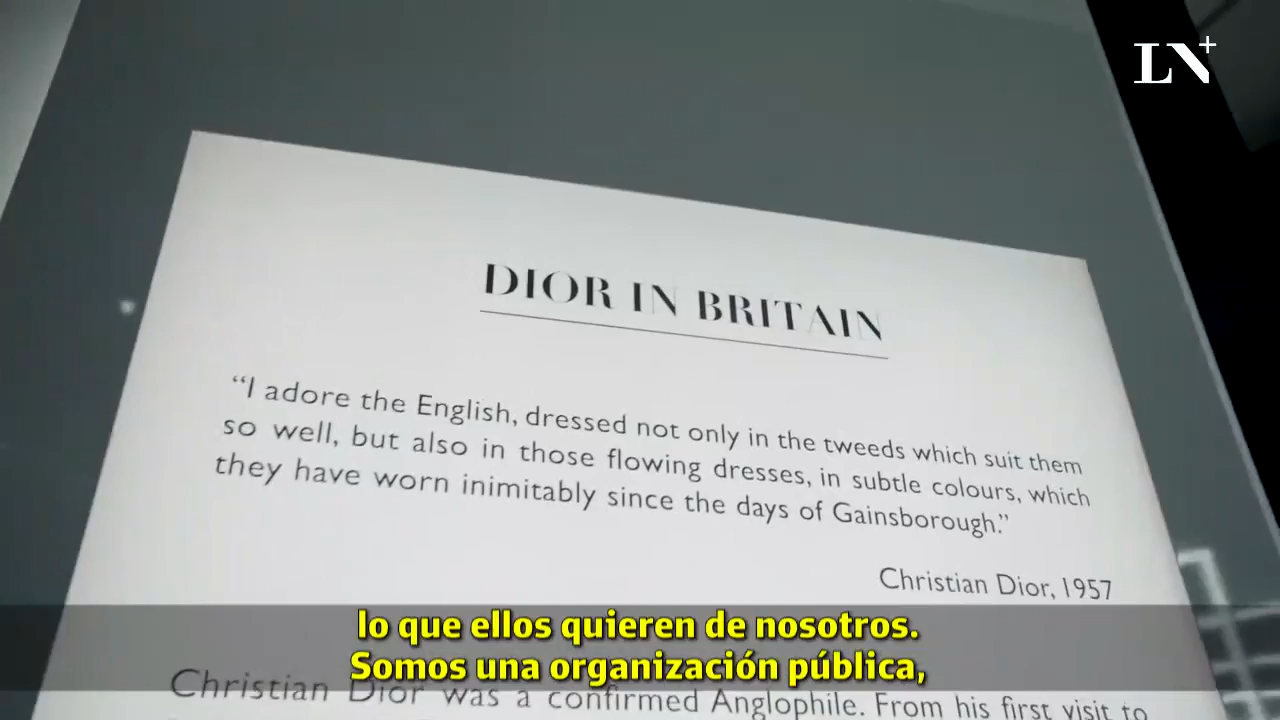 LN+
DIOR IN BRITAIN
“I adore the English, dressed not only in the tweeds which suit them
so well, but also in those flowing dresses, in subtle colours, which
they have worn inimitably since the days of Gainsborough.”
Christian Dior, 1957
lo que ellos quieren de nosotros.
Somos una organización pública,
Christian Dior was a confirmed Anglophile. From his first visit to